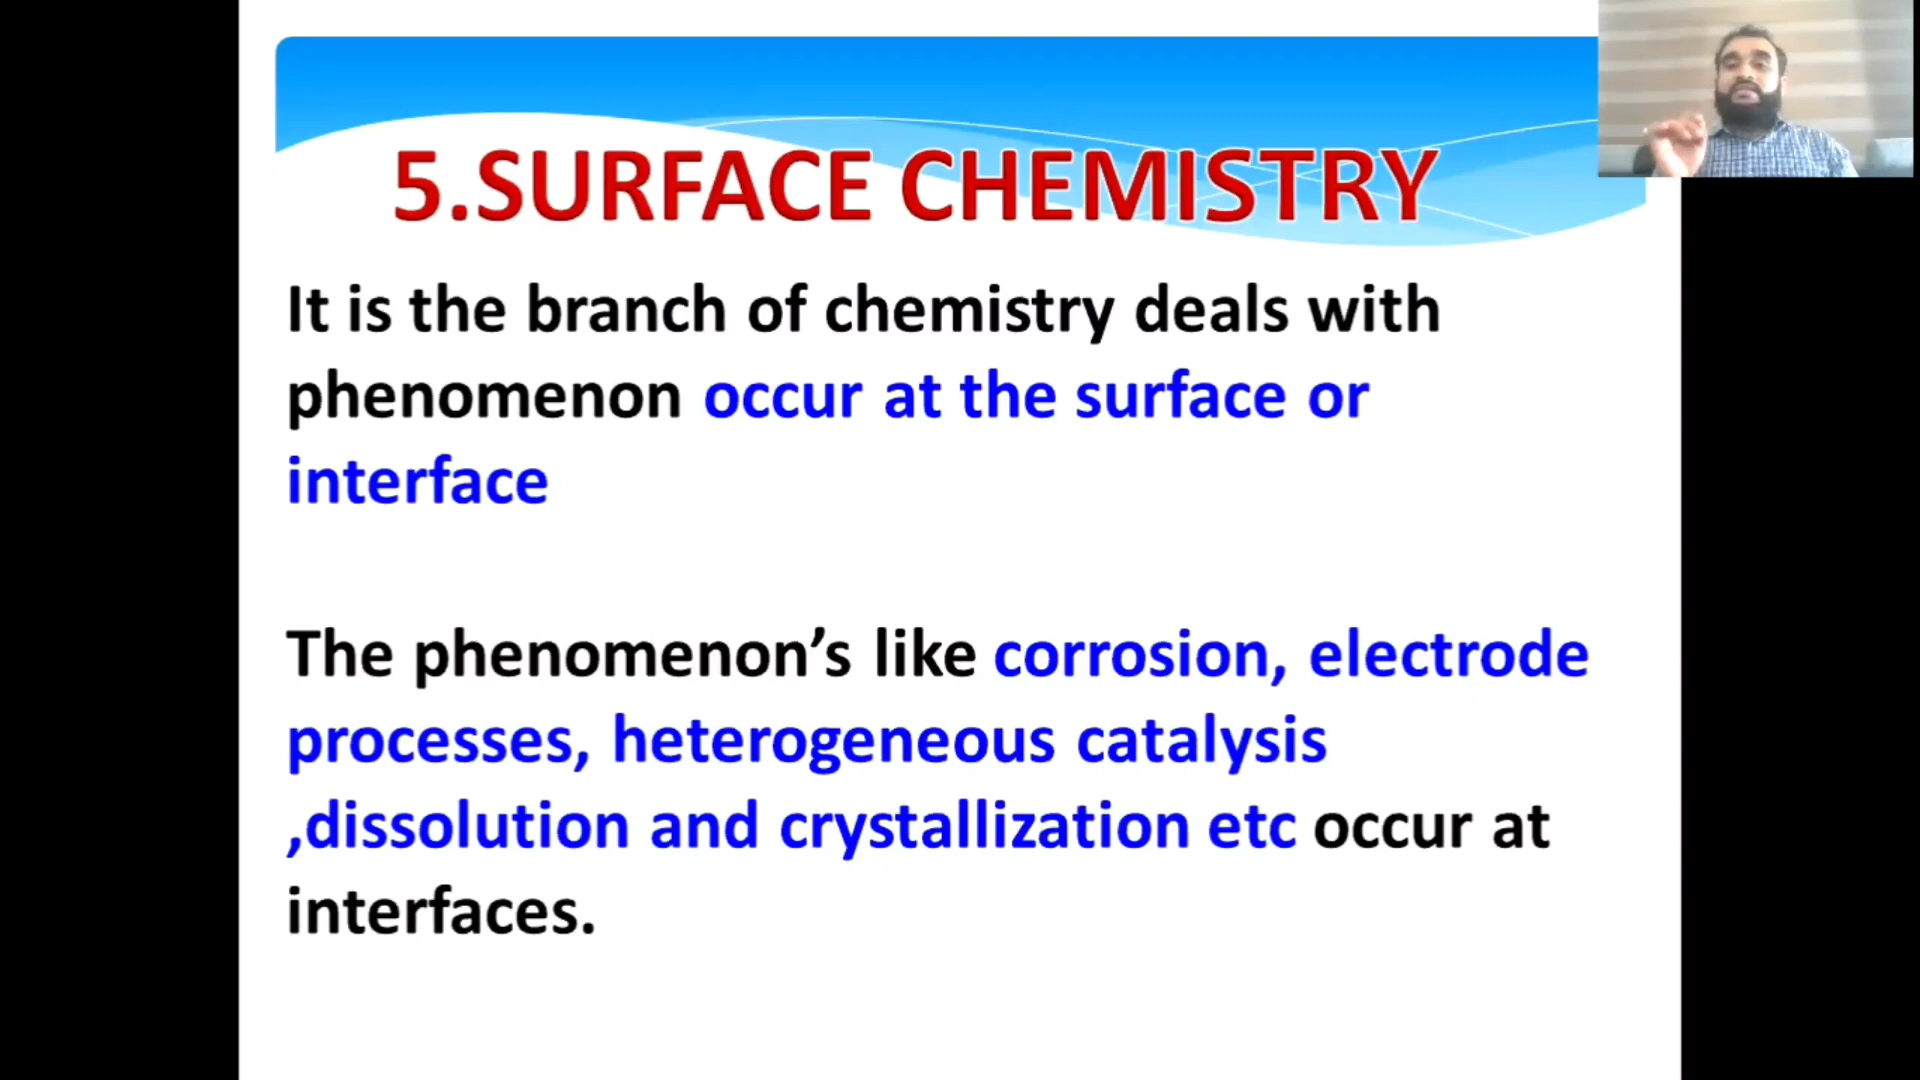 5.SURFACE CHEMISTRY
It is the branch of chemistry deals with
phenomenon occur at the surface or
interface
The phenomenon’s like corrosion, electrode
processes, heterogeneous catalysis
,dissolution and crystallization etc occur at
interfaces.